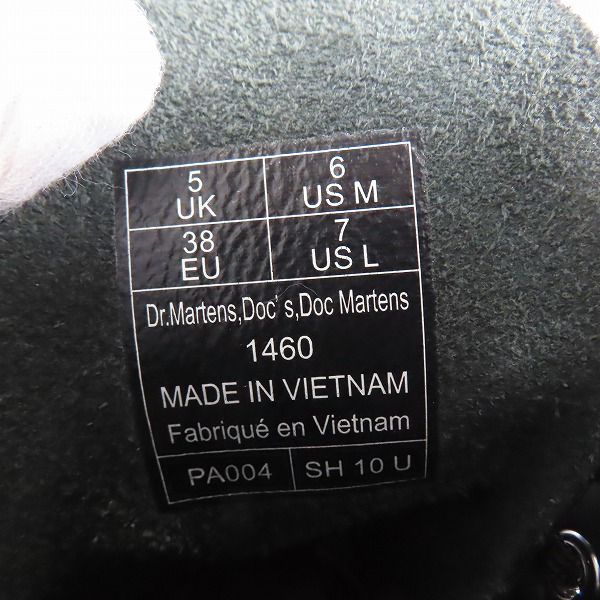 5 6
UK US M
38 7
EU US L
Dr.Martens,Doc's,Doc Martens
1460
MADE IN VIETNAM
Fabriqué en Vietnam
PA004 SH 10 U